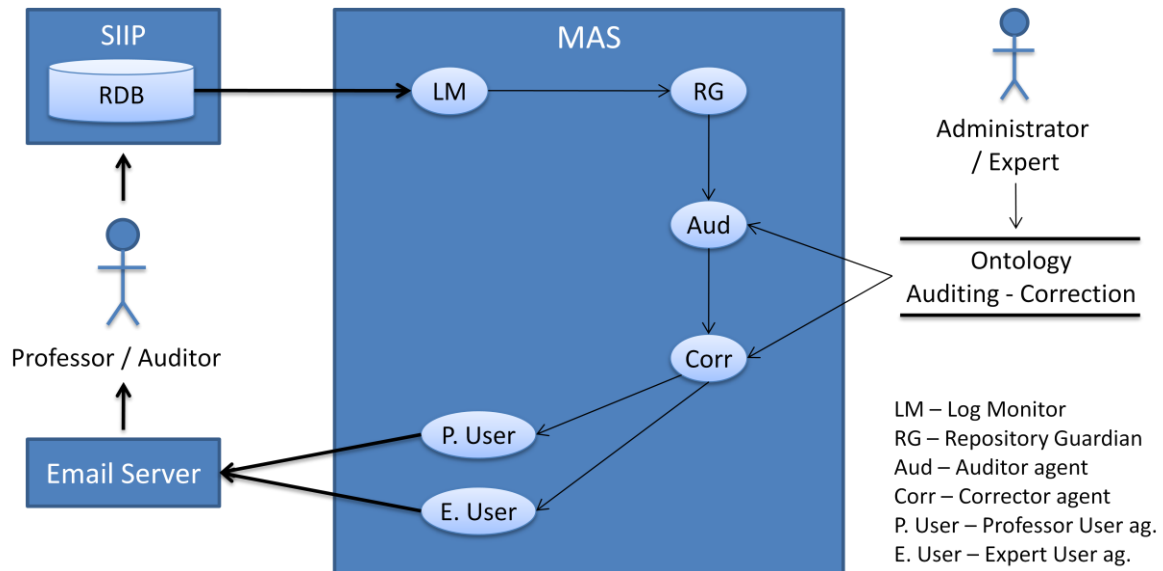 SIIP
RDB
MAS
LM
RG
Aud
Corr
P. User
E. User
Administrator
/ Expert
Ontology
Auditing - Correction
Professor / Auditor
Email Server
LM – Log Monitor
RG – Repository Guardian
Aud – Auditor agent
Corr – Corrector agent
P. User – Professor User ag.
E. User – Expert User ag.